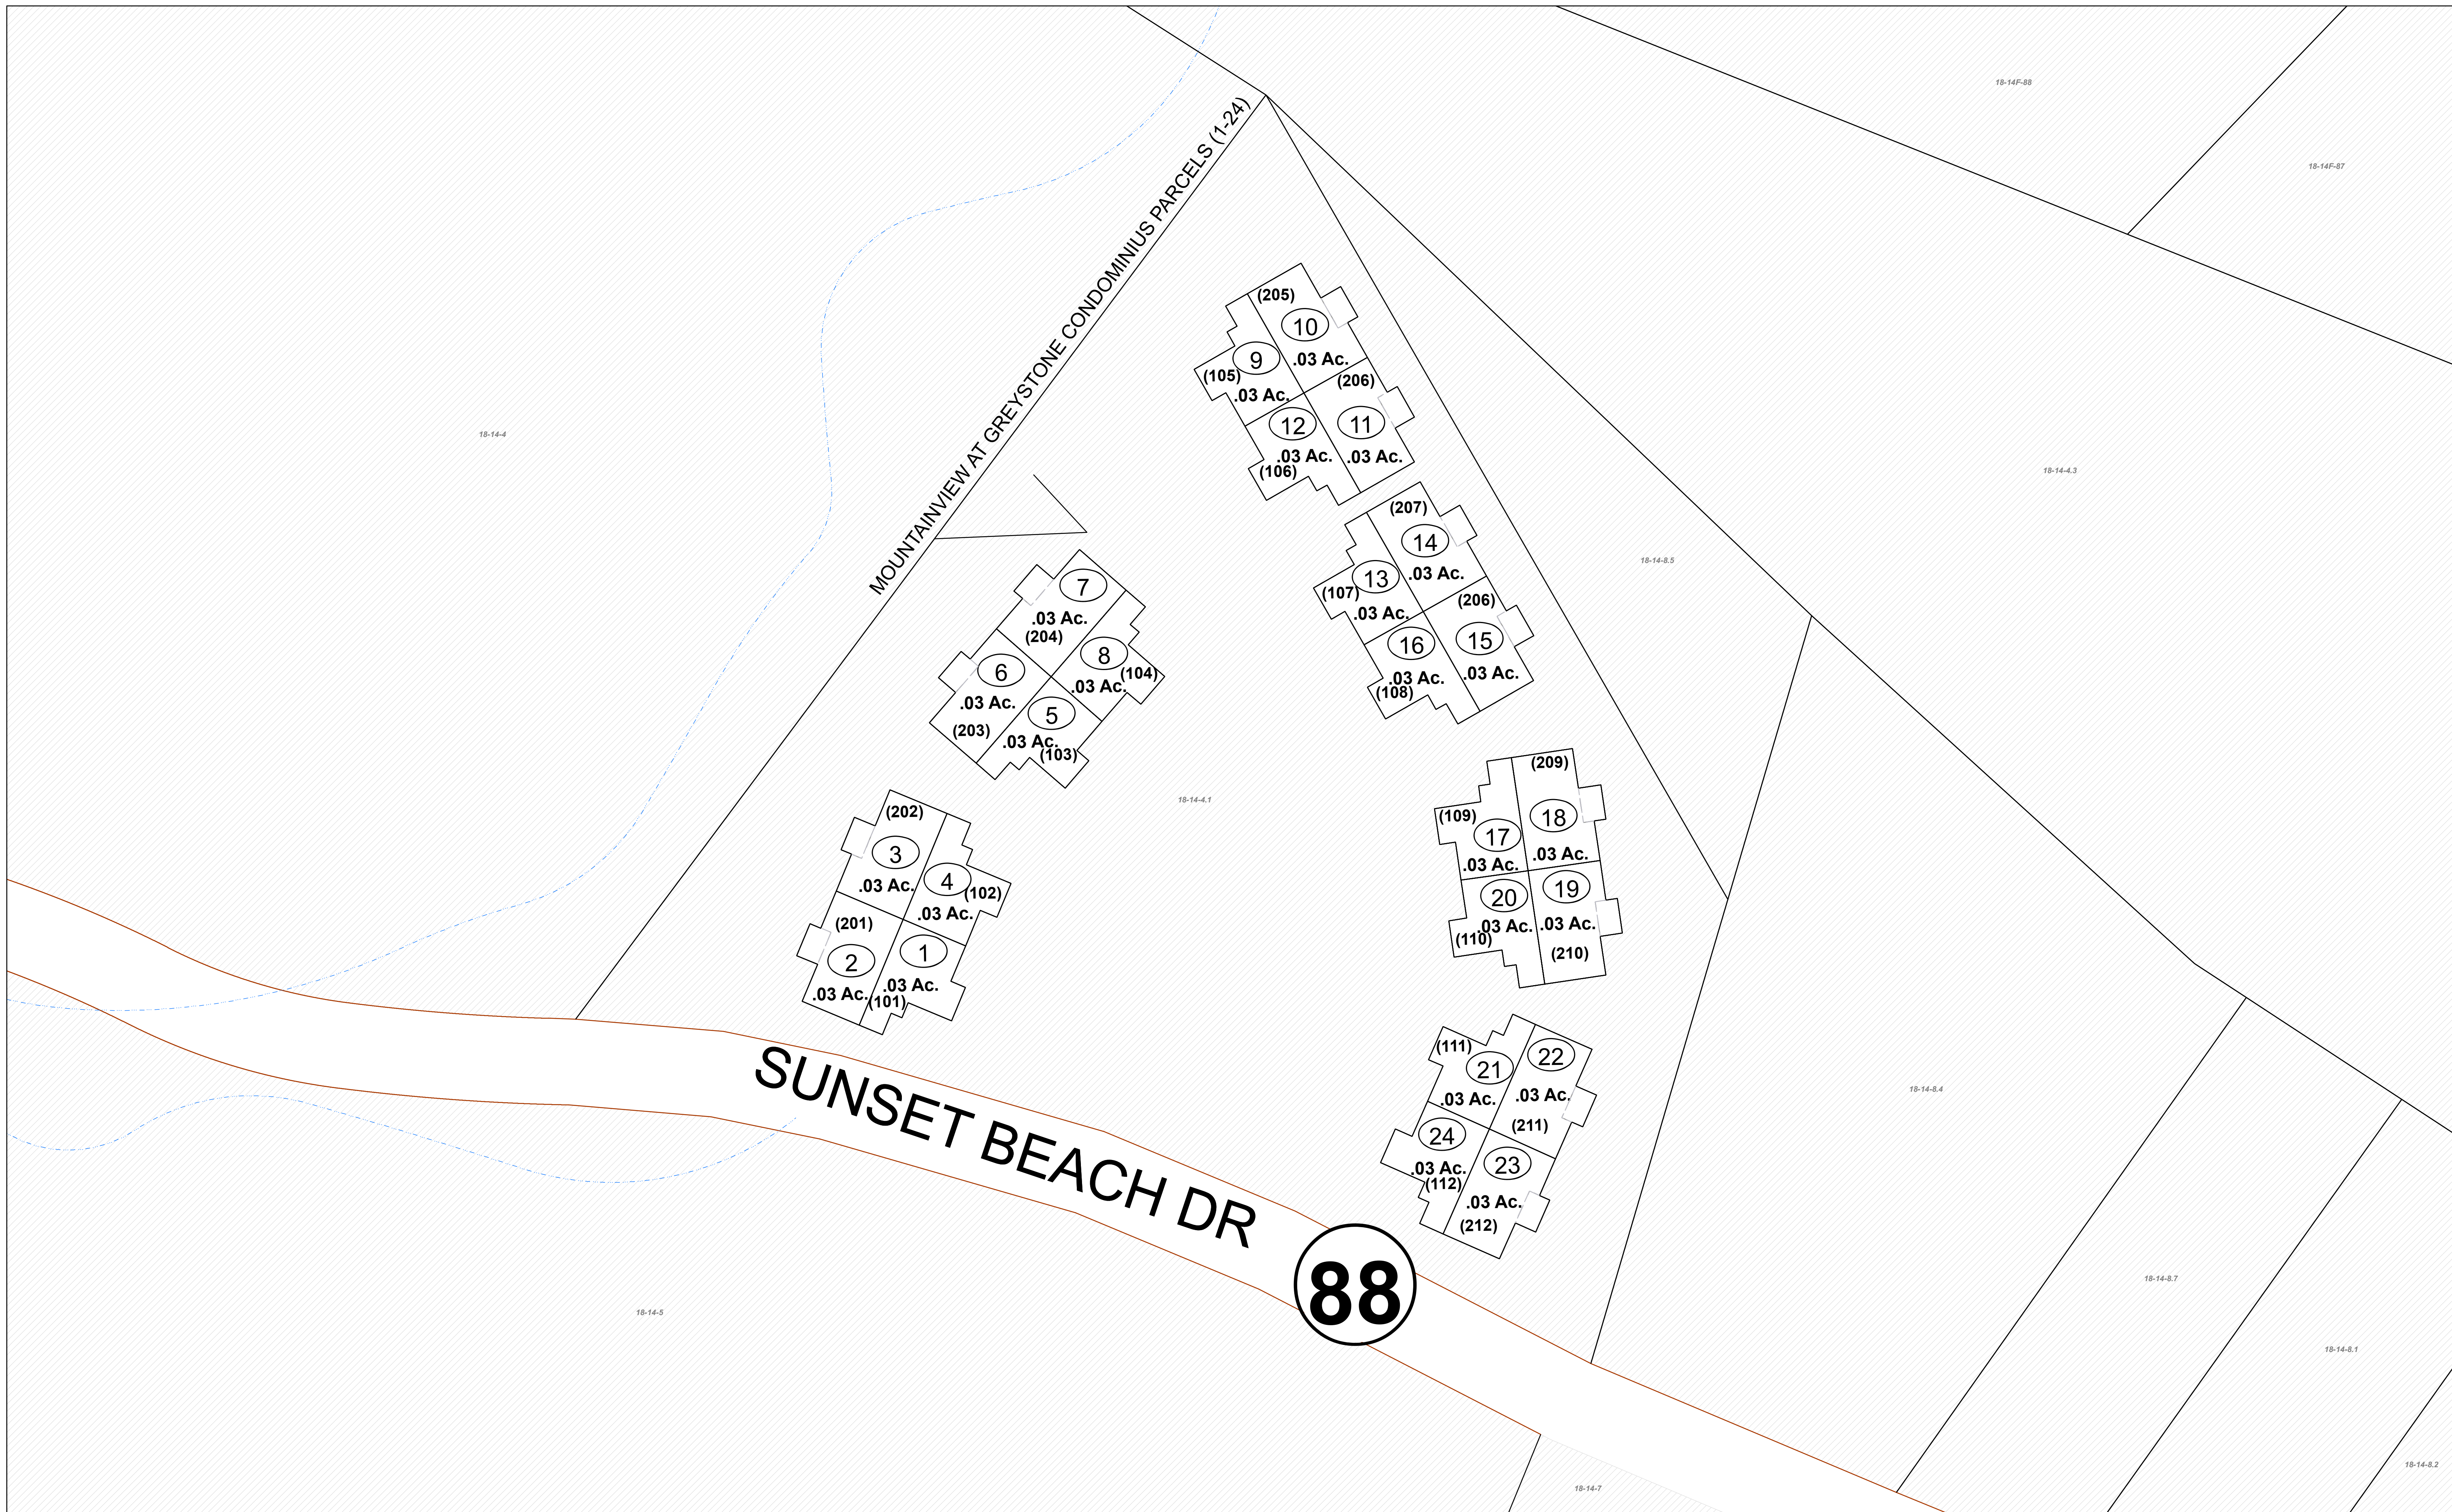 18-14F-88
18-14F-87
MOUNTAINVIEW AT GREYSTONE CONDOMINIUS PARCELS (1-24)
18-14-4
18-14-4.3
18-14-8.5
18-14-4.1
(205)
10
.03 Ac.
9
(105)
.03 Ac.
(206)
11
.03 Ac.
12
.03 Ac.
(106)
(207)
14
.03 Ac.
13
(107)
.03 Ac.
(206)
15
.03 Ac.
16
.03 Ac.
(108)
7
.03 Ac.
(204)
8
(104)
.03 Ac.
6
.03 Ac.
(203)
5
.03 Ac.
(103)
(202)
3
.03 Ac.
4
(102)
.03 Ac.
(201)
2
.03 Ac.
1
.03 Ac.
(101)
(209)
18
.03 Ac.
(109)
17
.03 Ac.
19
.03 Ac.
(210)
20
.03 Ac.
(110)
(111)
21
.03 Ac.
22
.03 Ac.
(211)
24
.03 Ac.
(112)
23
.03 Ac.
(212)
SUNSET BEACH DR
88
18-14-8.4
18-14-8.7
18-14-8.1
18-14-8.2
18-14-5
18-14-7